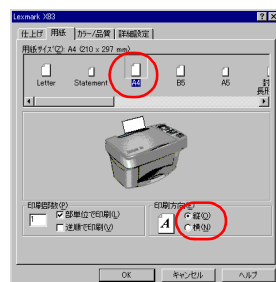 Lexmark X83
仕上げ 用紙 カラー/品質 詳細設定
用紙サイズ(Z): A4 (210 x 297 mm)
Letter Statement A4 B5 A5 封
長形
印刷部数(P)
1
部単位で印刷(L)
逆順で印刷(V)
印刷方向(E)
A
縦(O)
横(N)
OK キャンセル ヘルプ